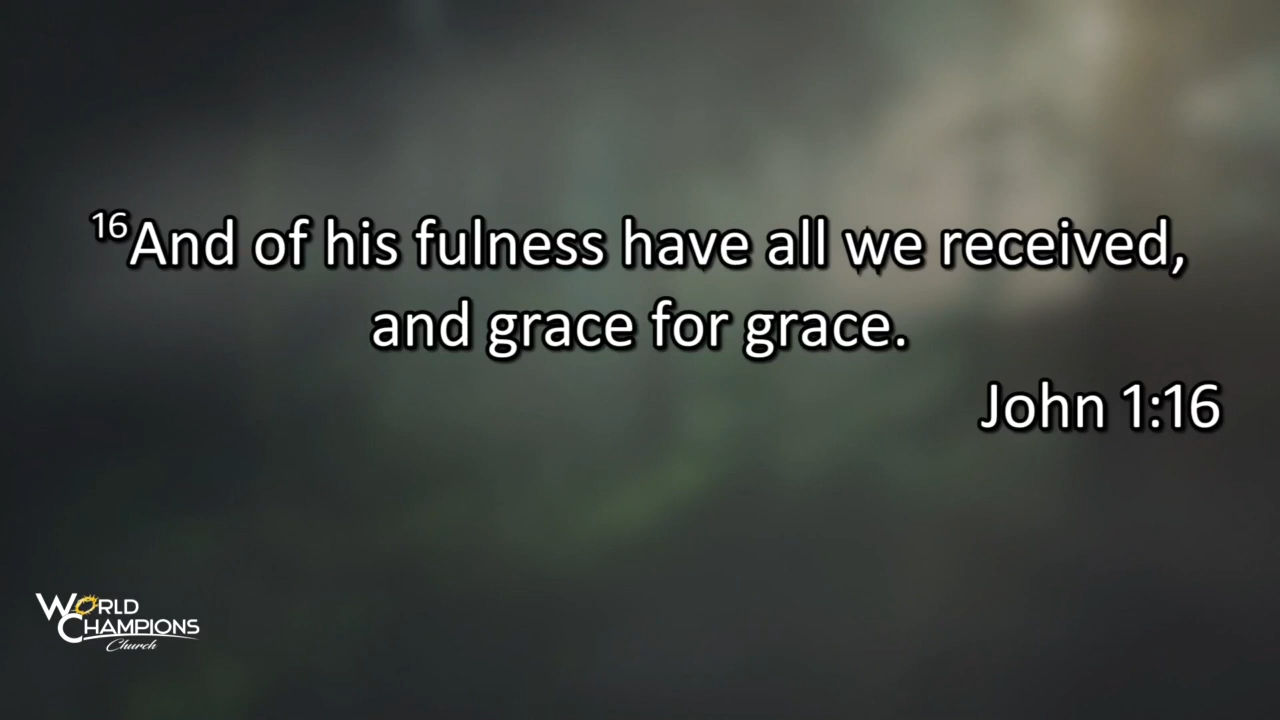 16And of his fulness have all we received,
and grace for grace.
John 1:16
WORLD
CHAMPIONS
Church